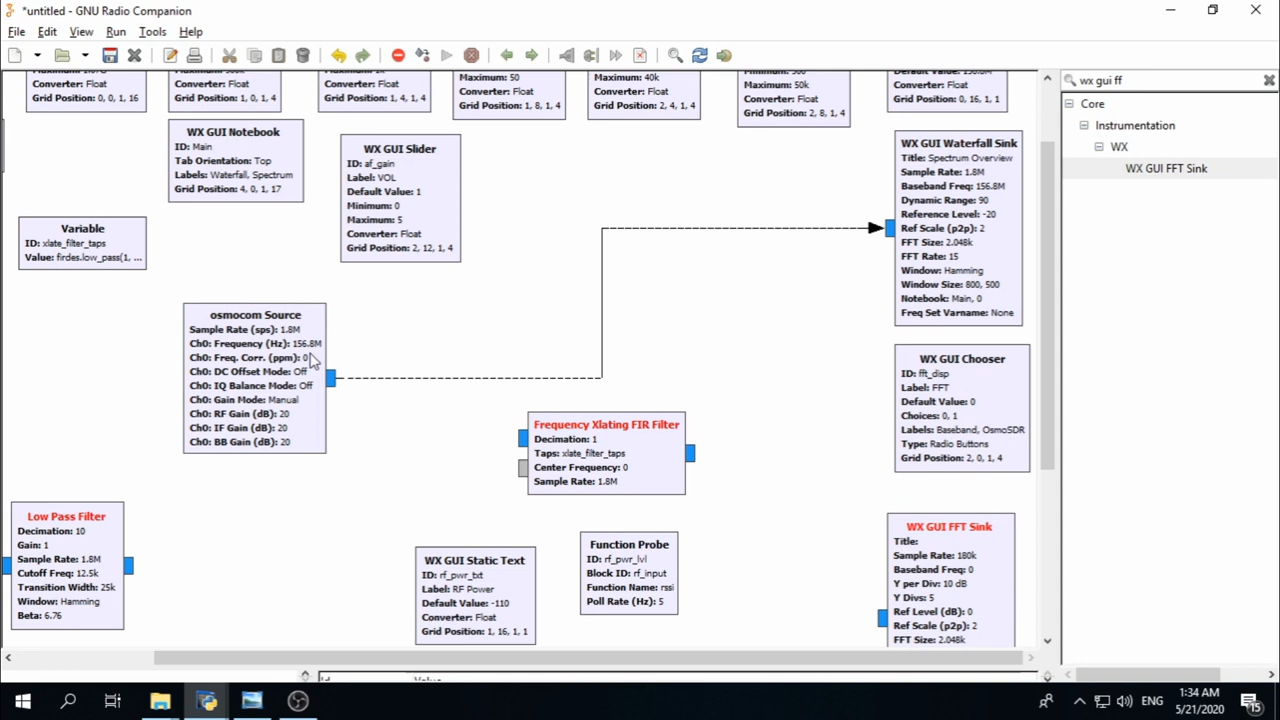 *untitled - GNU Radio Companion
File Edit View Run Tools Help
Converter: Float
Grid Position: 0, 0, 1, 16
Converter: Float
Grid Position: 1, 0, 1, 4
Converter: Float
Grid Position: 1, 4, 1, 4
Maximum: 50
Converter: Float
Grid Position: 1, 8, 1, 4
Maximum: 40k
Converter: Float
Grid Position: 2, 4, 1, 4
Maximum: 50k
Converter: Float
Grid Position: 2, 8, 1, 4
Converter: Float
Grid Position: 0, 16, 1, 1
WX GUI Notebook
ID: Main
Tab Orientation: Top
Labels: Waterfall, Spectrum
Grid Position: 4, 0, 1, 17
WX GUI Slider
ID: af_gain
Label: VOL
Default Value: 1
Minimum: 0
Maximum: 5
Converter: Float
Grid Position: 2, 12, 1, 4
WX GUI Waterfall Sink
Title: Spectrum Overview
Sample Rate: 1.8M
Baseband Freq: 156.8M
Dynamic Range: 90
Reference Level: -20
Ref Scale (p2p): 2
FFT Size: 2.048k
FFT Rate: 15
Window: Hamming
Window Size: 800, 500
Notebook: Main, 0
Freq Set Varname: None
Variable
ID: xlate_filter_taps
Value: firdes.low_pass(1, ...
osmocom Source
Sample Rate (sps): 1.8M
Ch0: Frequency (Hz): 156.8M
Ch0: Freq. Corr. (ppm): 0
Ch0: DC Offset Mode: Off
Ch0: IQ Balance Mode: Off
Ch0: Gain Mode: Manual
Ch0: RF Gain (dB): 20
Ch0: IF Gain (dB): 20
Ch0: BB Gain (dB): 20
WX GUI Chooser
ID: fft_disp
Label: FFT
Default Value: 0
Choices: 0, 1
Labels: Baseband, OsmoSDR
Type: Radio Buttons
Grid Position: 2, 0, 1, 4
Frequency Xlating FIR Filter
Decimation: 1
Taps: xlate_filter_taps
Center Frequency: 0
Sample Rate: 1.8M
Low Pass Filter
Decimation: 10
Gain: 1
Sample Rate: 1.8M
Cutoff Freq: 12.5k
Transition Width: 25k
Window: Hamming
Beta: 6.76
WX GUI Static Text
ID: rf_pwr_txt
Label: RF Power
Default Value: -110
Converter: Float
Grid Position: 1, 16, 1, 1
Function Probe
ID: rf_pwr_lvl
Block ID: rf_input
Function Name: rssi
Poll Rate (Hz): 5
WX GUI FFT Sink
Title:
Sample Rate: 180k
Baseband Freq: 0
Y per Div: 10 dB
Y Divs: 5
Ref Level (dB): 0
Ref Scale (p2p): 2
FFT Size: 2.048k
wx gui ff
Core
Instrumentation
WX
WX GUI FFT Sink
ENG
1:34 AM
5/21/2020
15